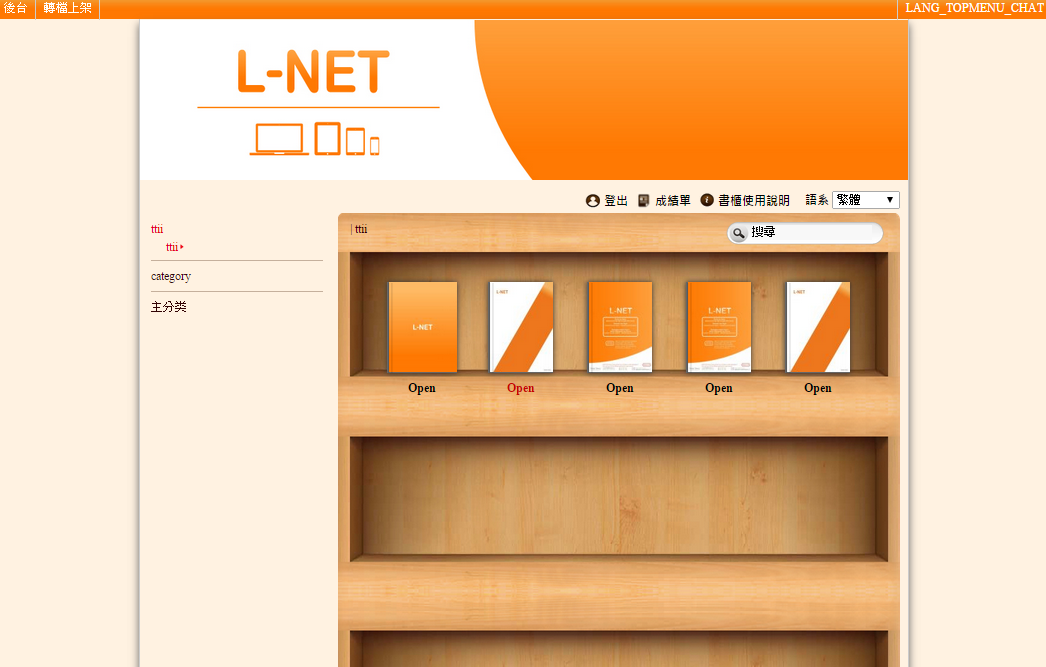 後台 轉檔上架 LANG_TOPMENU_CHAT
L-NET
登出 成績單 書櫃使用說明 語系 繁體
ttii
ttii
category
主分类
| ttii 搜尋
L-NET L-NET L-NET L-NET L-NET
Open Open Open Open Open